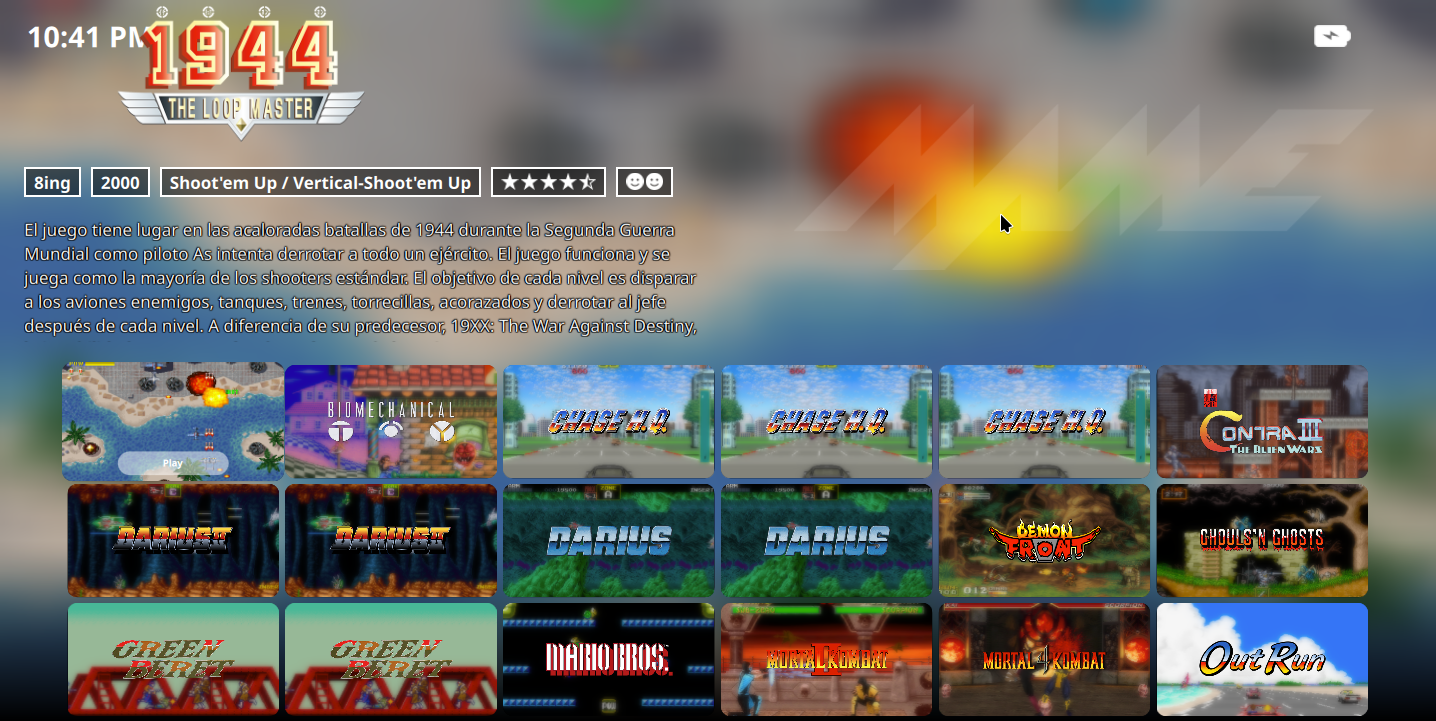 10:41 PM
1944
THE LOOP MASTER
MAME
8ing
2000
Shoot'em Up / Vertical-Shoot'em Up
El juego tiene lugar en las acaloradas batallas de 1944 durante la Segunda Guerra
Mundial como piloto As intenta derrotar a todo un ejército. El juego funciona y se
juega como la mayoría de los shooters estándar. El objetivo de cada nivel es disparar
a los aviones enemigos, tanques, trenes, torrecillas, acorazados y derrotar al jefe
después de cada nivel. A diferencia de su predecesor, 19XX: The War Against Destiny,
Play
BIOMECHANICAL
TOY
CHASE H.Q.
CHASE H.Q.
CHASE H.Q.
CONTRA III
THE ALIEN WARS
DARIUS II
DARIUS II
DARIUS
DARIUS
DEMON
FRONT
GHOULS'N GHOSTS
GREEN
BERET
GREEN
BERET
MARIO BROS.
MORTAL KOMBAT
II
MORTAL 4 KOMBAT
OutRun